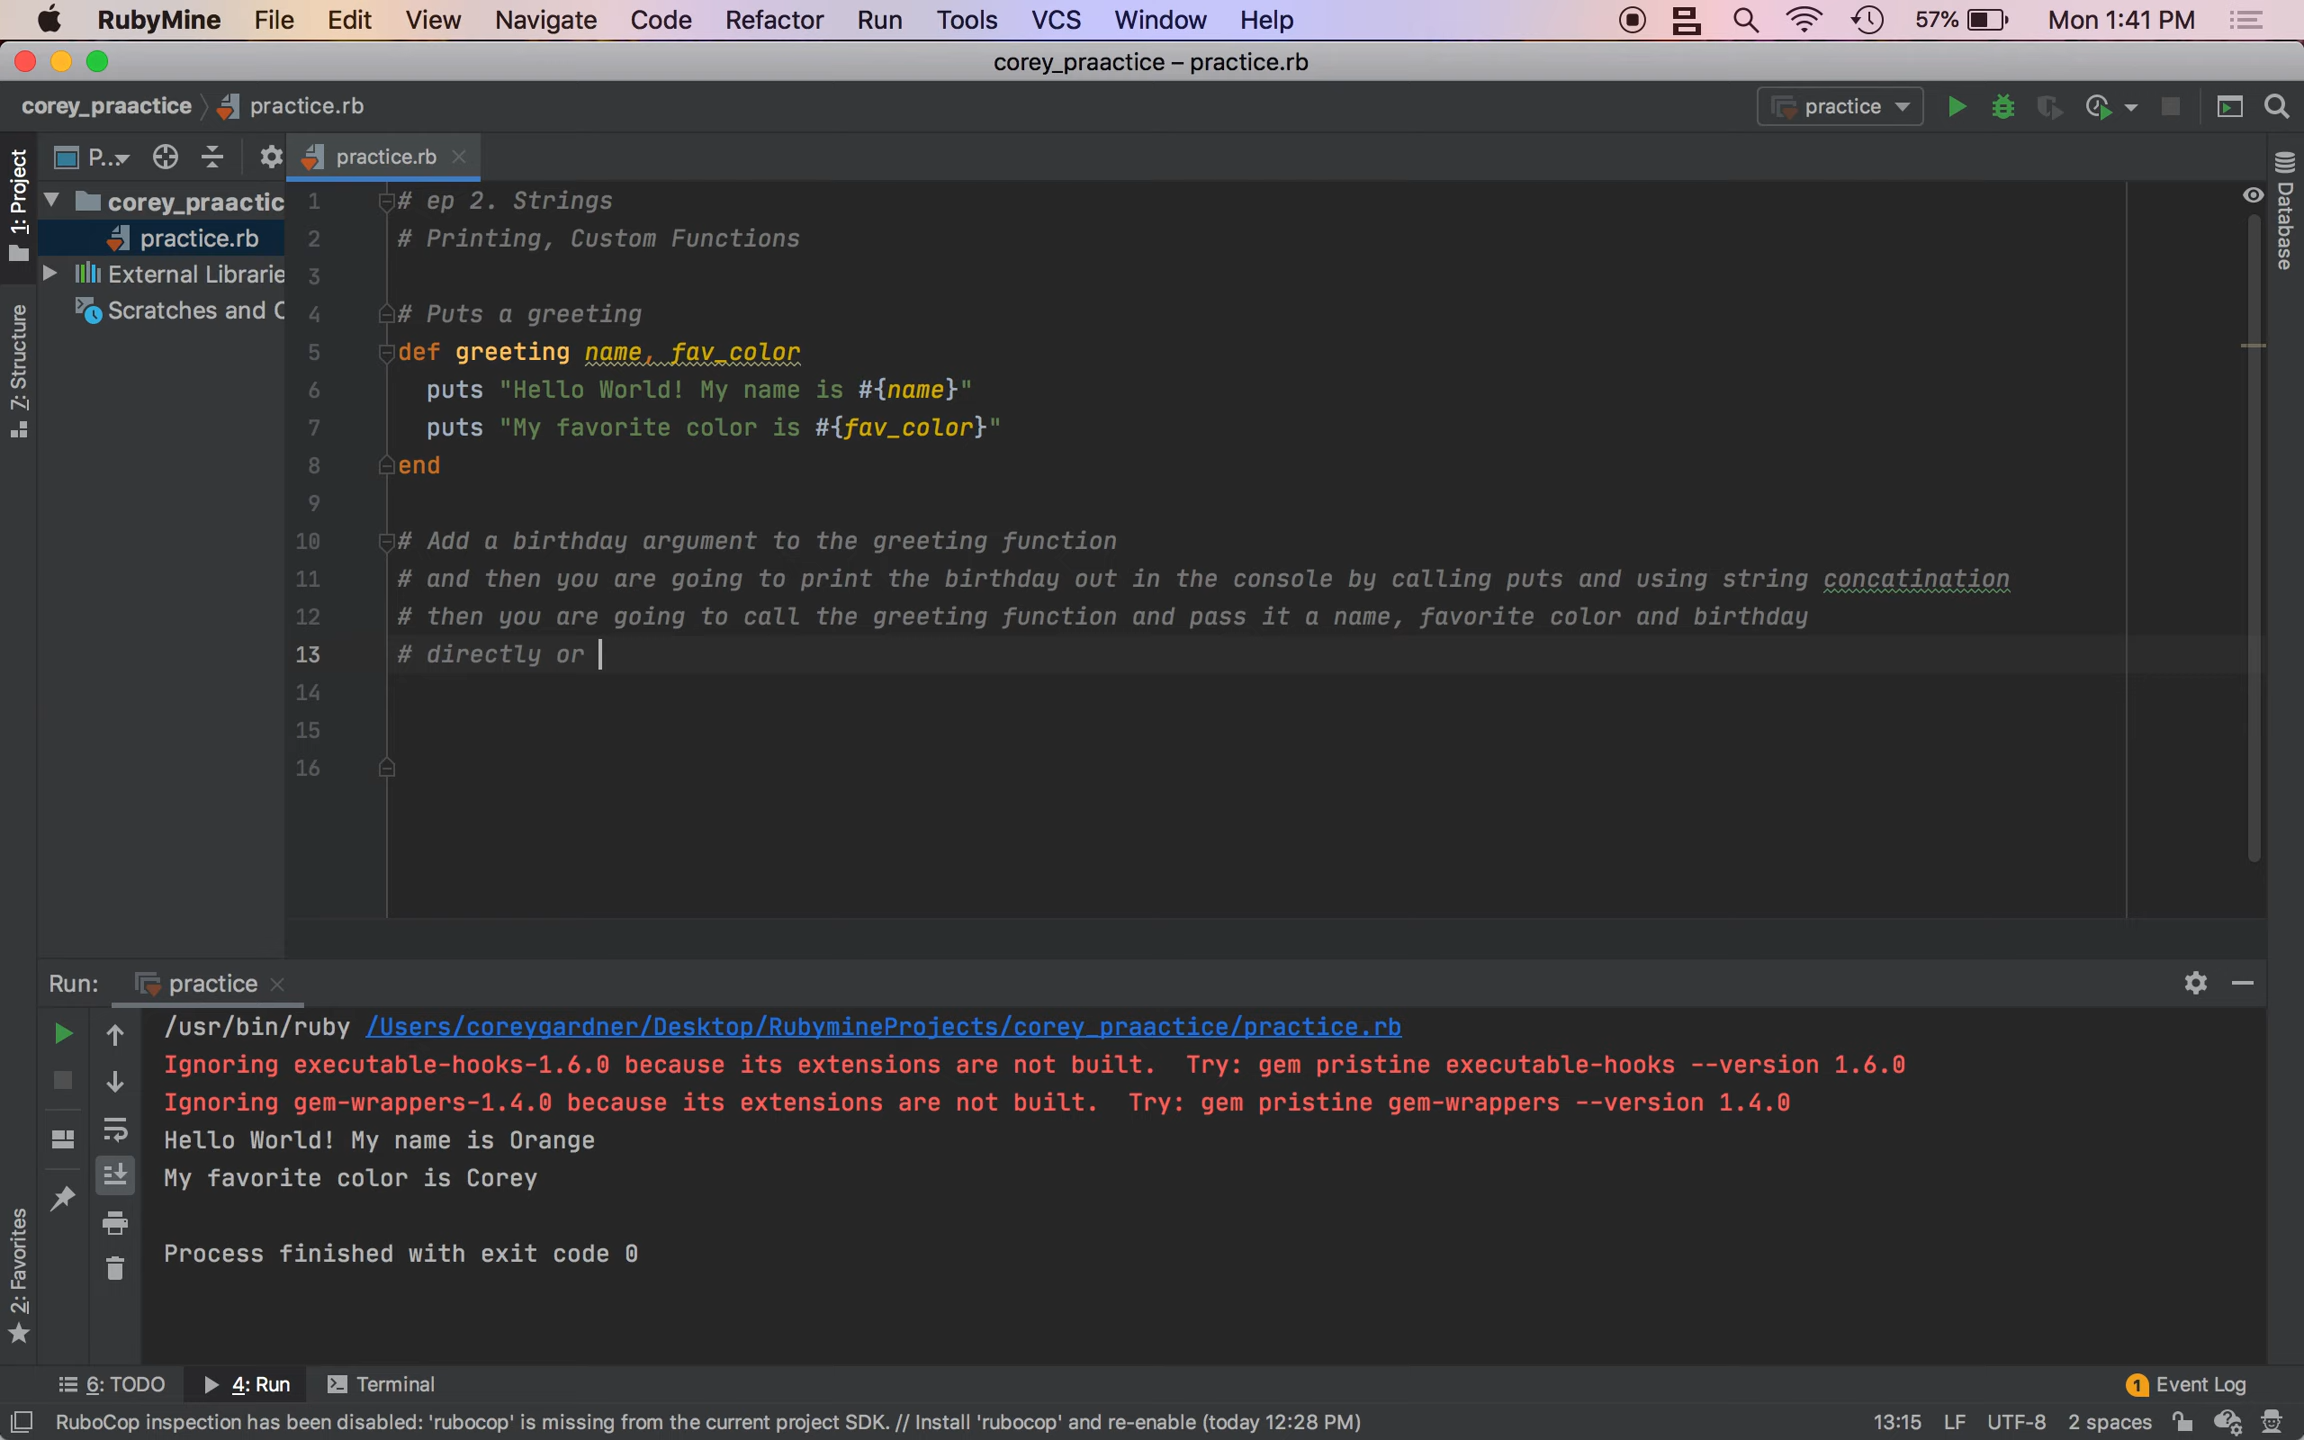 RubyMine File Edit View Navigate Code Refactor Run Tools VCS Window Help 57% Mon 1:41 PM
corey_praactice – practice.rb
corey_praactice practice.rb practice
1: Project
P... practice.rb
corey_praactic
practice.rb
External Librarie
Scratches and C
Z: Structure
Database
1 # ep 2. Strings
2 # Printing, Custom Functions
3
4 # Puts a greeting
5 def greeting name, fav_color
6 puts "Hello World! My name is #{name}"
7 puts "My favorite color is #{fav_color}"
8 end
9
10 # Add a birthday argument to the greeting function
11 # and then you are going to print the birthday out in the console by calling puts and using string concatination
12 # then you are going to call the greeting function and pass it a name, favorite color and birthday
13 # directly or
14
15
16
Run: practice
/usr/bin/ruby /Users/coreygardner/Desktop/RubymineProjects/corey_praactice/practice.rb
Ignoring executable-hooks-1.6.0 because its extensions are not built.  Try: gem pristine executable-hooks --version 1.6.0
Ignoring gem-wrappers-1.4.0 because its extensions are not built.  Try: gem pristine gem-wrappers --version 1.4.0
Hello World! My name is Orange
My favorite color is Corey
Process finished with exit code 0
2: Favorites
6: TODO 4: Run Terminal 1 Event Log
RuboCop inspection has been disabled: 'rubocop' is missing from the current project SDK. // Install 'rubocop' and re-enable (today 12:28 PM) 13:15 LF UTF-8 2 spaces